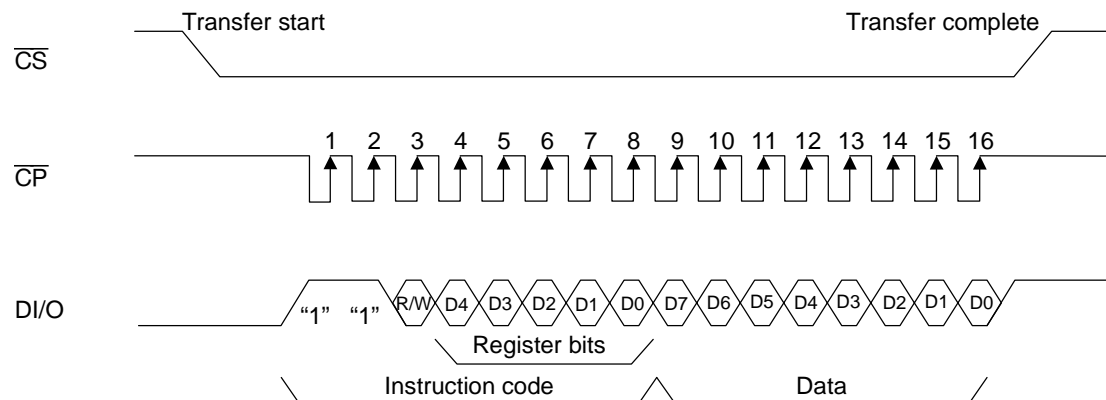 Transfer start Transfer complete
CS
1 2 3 4 5 6 7 8 9 10 11 12 13 14 15 16
CP
DI/O “1” “1” R/W D4 D3 D2 D1 D0 D7 D6 D5 D4 D3 D2 D1 D0
Register bits
Instruction code Data